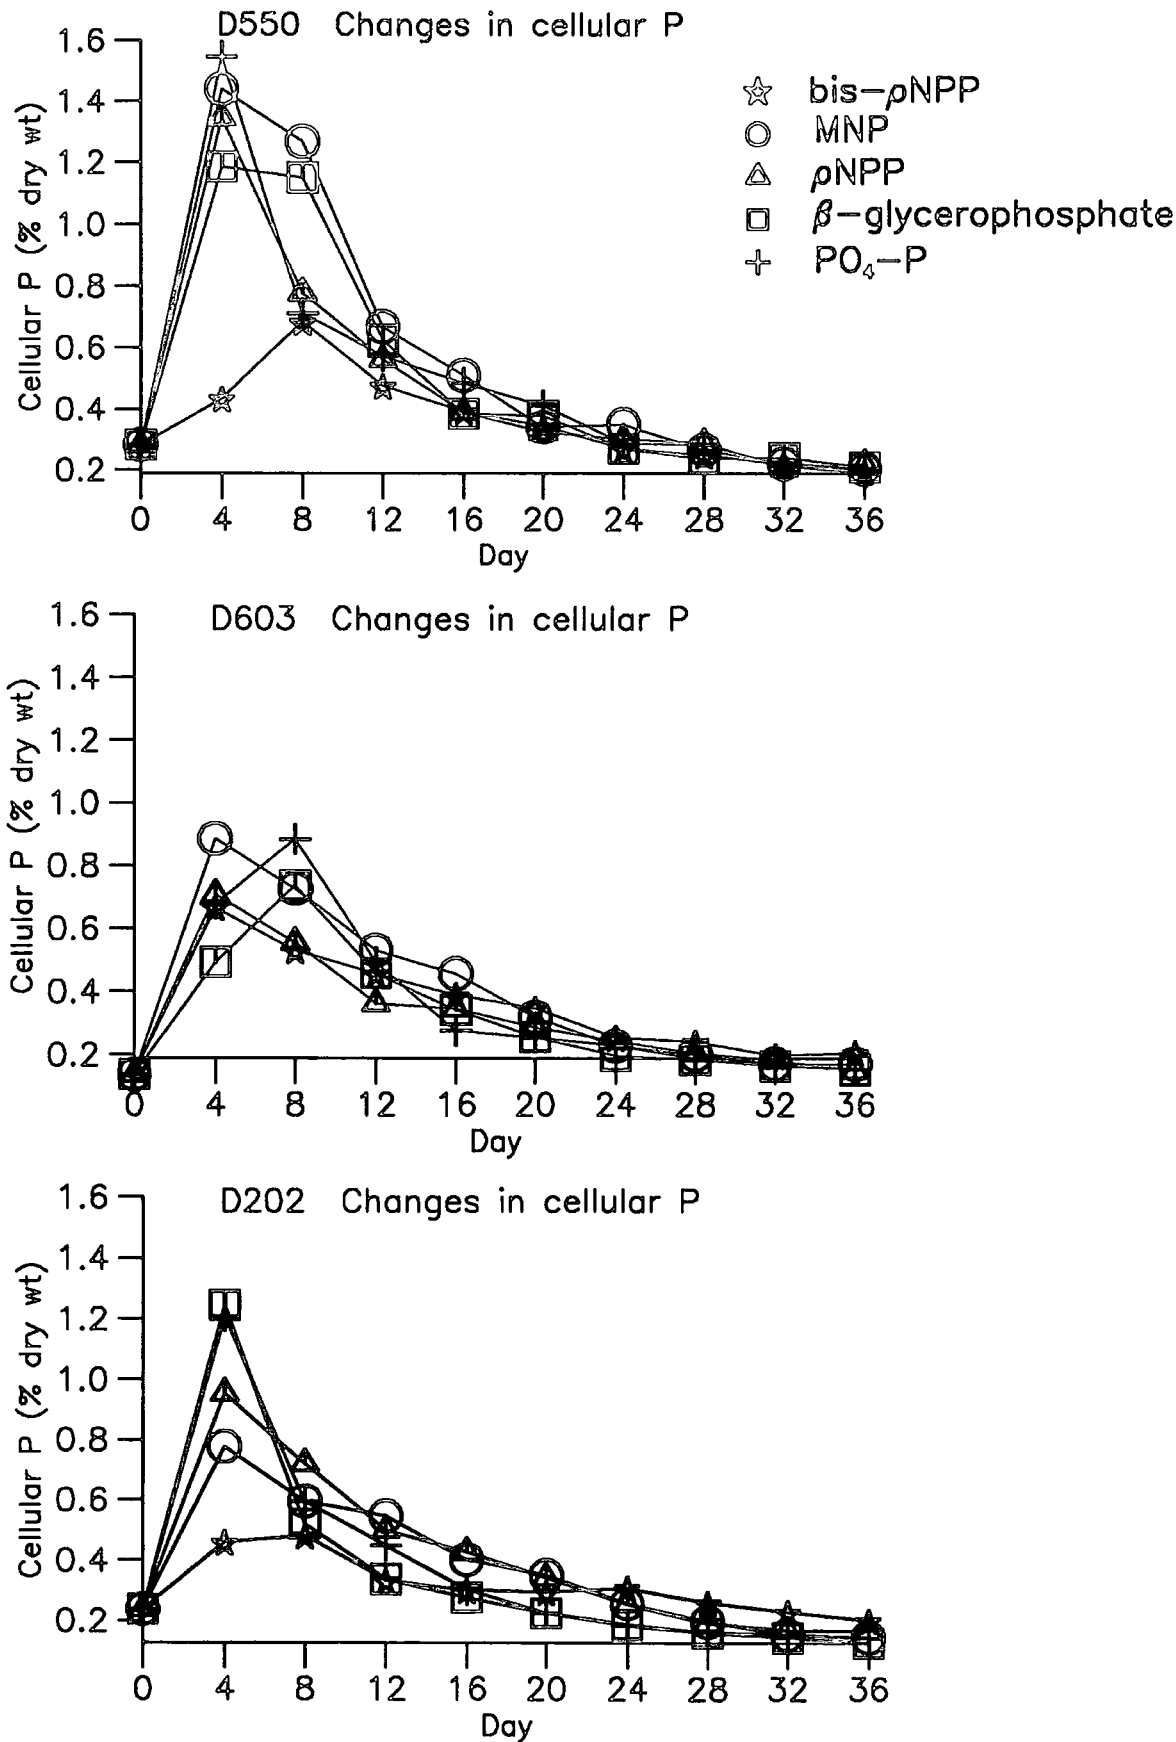 D550 Changes in cellular P
1.6
1.4
1.2
1.0
0.8
0.6
0.4
0.2
Cellular P (% dry wt)
0 4 8 12 16 20 24 28 32 36
Day
bis-ρNPP
MNP
ρNPP
β-glycerophosphate
PO₄-P
D603 Changes in cellular P
1.6
1.4
1.2
1.0
0.8
0.6
0.4
0.2
Cellular P (% dry wt)
0 4 8 12 16 20 24 28 32 36
Day
D202 Changes in cellular P
1.6
1.4
1.2
1.0
0.8
0.6
0.4
0.2
Cellular P (% dry wt)
0 4 8 12 16 20 24 28 32 36
Day